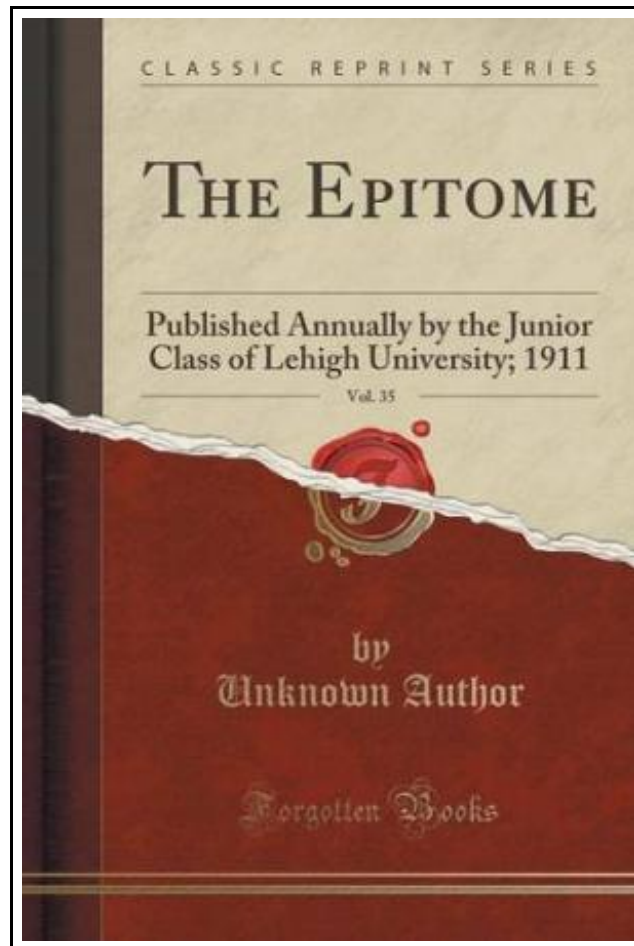 CLASSIC REPRINT SERIES
THE EPITOME
Published Annually by the Junior
Class of Lehigh University; 1911
Vol. 35
by
Unknown Author
Forgotten Books